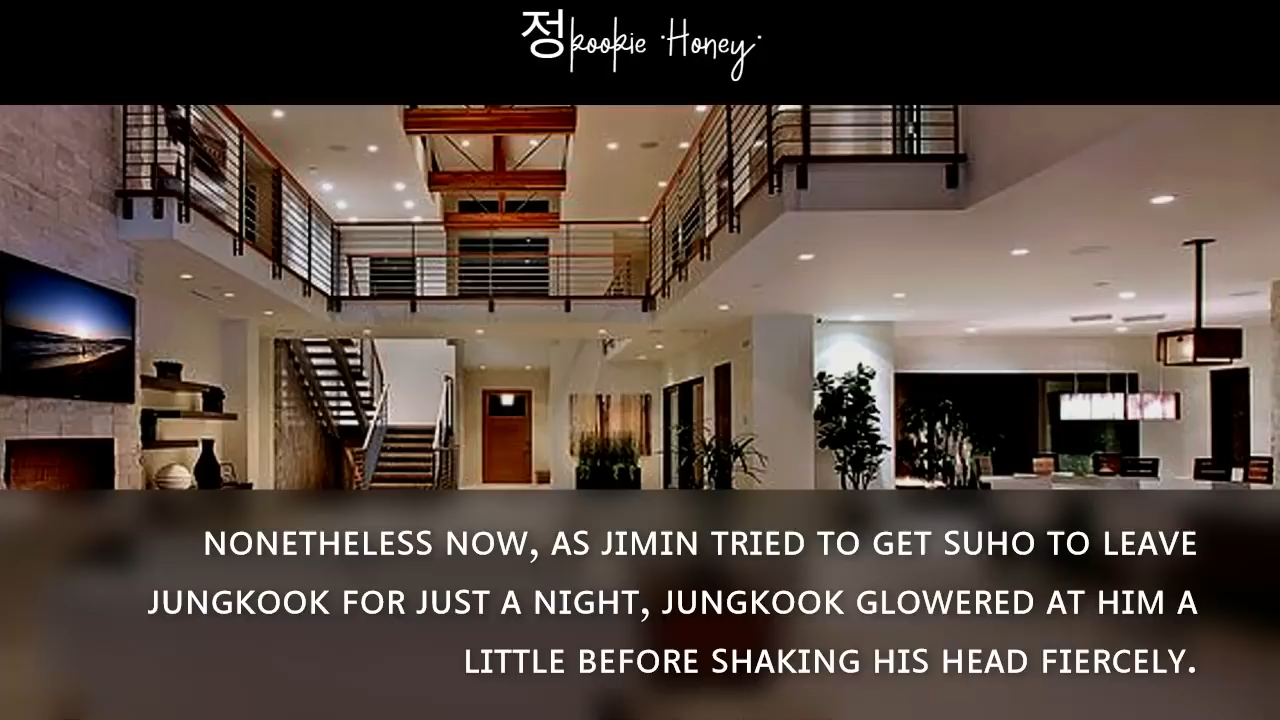 정kookie Honey
NONETHELESS NOW, AS JIMIN TRIED TO GET SUHO TO LEAVE
JUNGKOOK FOR JUST A NIGHT, JUNGKOOK GLOWERED AT HIM A
LITTLE BEFORE SHAKING HIS HEAD FIERCELY.